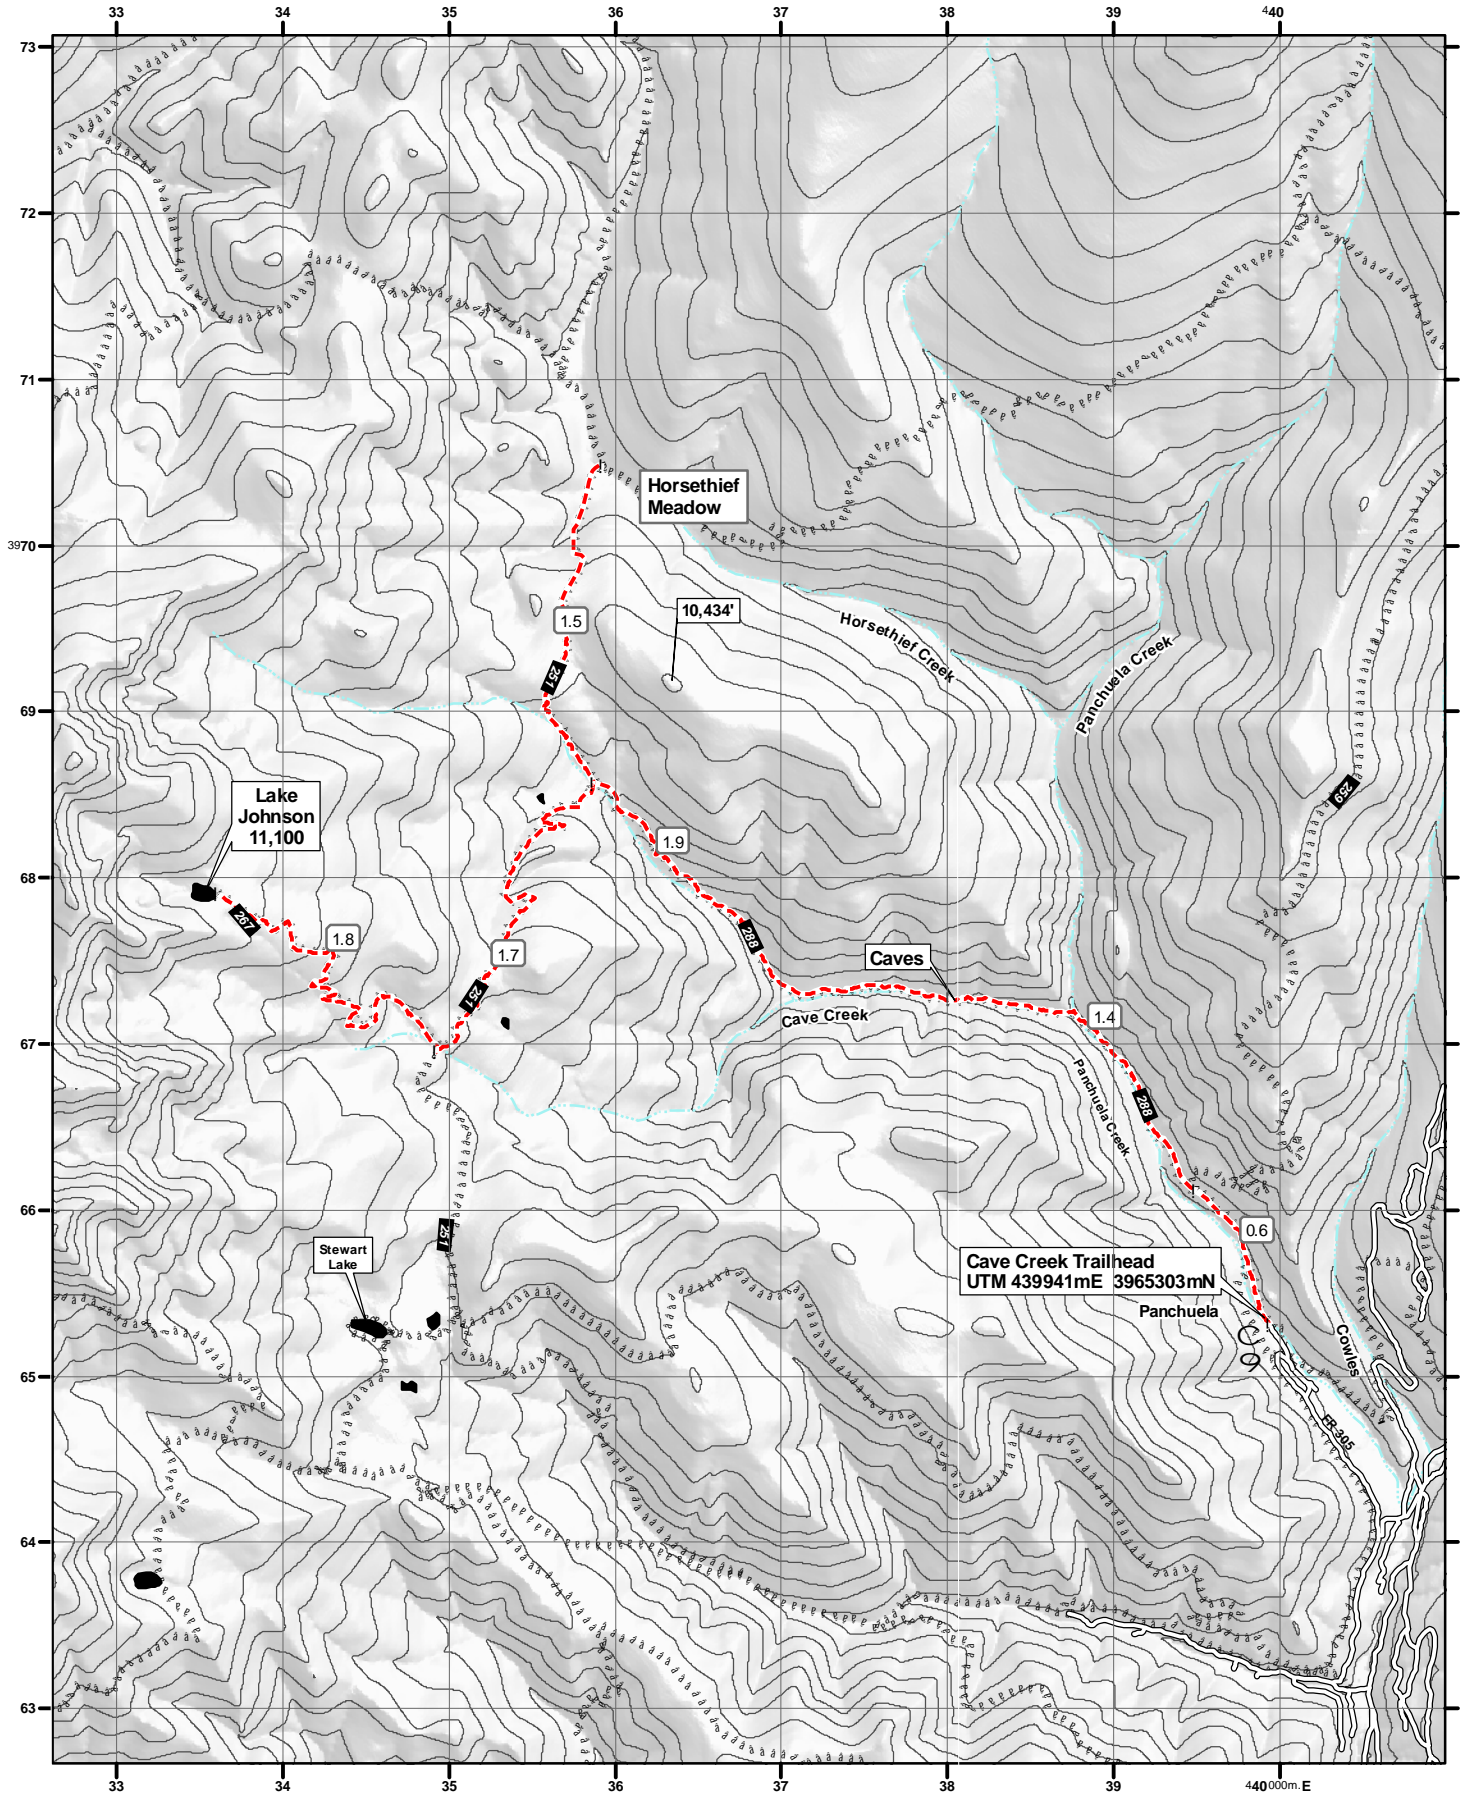 33 34 35 36 37 38 39 440
73
72
71
3970
69
68
67
66
65
64
63
Horsethief
Meadow
10,434'
1.5
Horsethief Creek
Panchuela Creek
251
259
Lake
Johnson
11,100
1.9
267
1.8
288
1.7
251
Caves
Cave Creek
1.4
Panchuela Creek
288
251
0.6
Stewart
Lake
Cave Creek Trailhead
UTM 439941mE 3965303mN
Panchuela
Cowles
FR 305
33 34 35 36 37 38 39 440000m.E